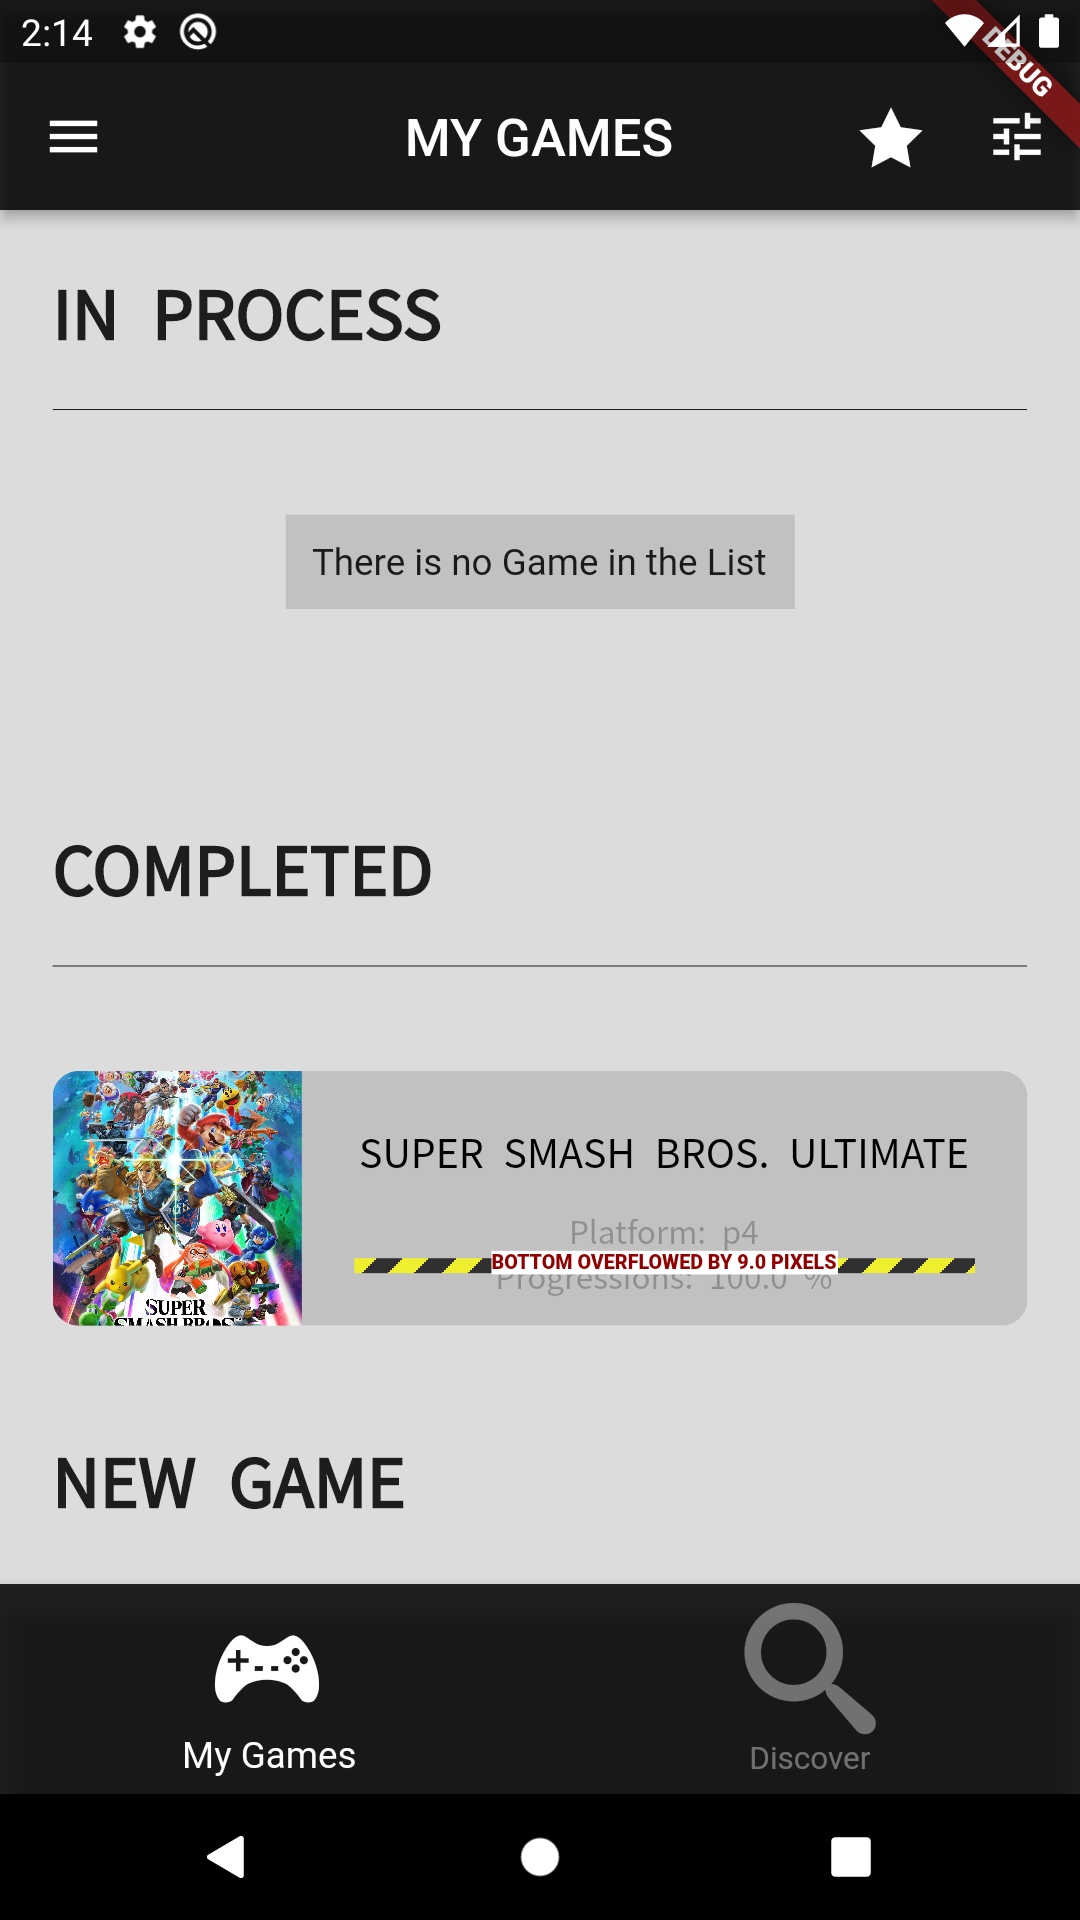 2:14
DEBUG
MY GAMES
IN PROCESS
There is no Game in the List
COMPLETED
SUPER SMASH BROS. ULTIMATE
Platform: p4
BOTTOM OVERFLOWED BY 9.0 PIXELS
Progressions: 100.0 %
SUPER
SMASH BROS
NEW GAME
My Games
Discover